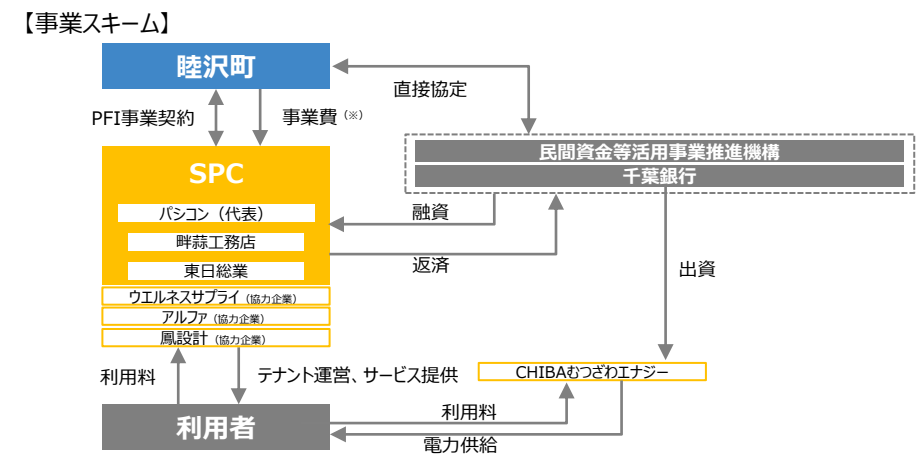 【事業スキーム】
睦沢町
直接協定
PFI事業契約
事業費(※)
民間資金等活用事業推進機構
千葉銀行
SPC
パシコン（代表）
畔蒜工務店
東日総業
ウエルネスサプライ（協力企業）
アルファ（協力企業）
鳳設計（協力企業）
融資
返済
出資
利用料
テナント運営、サービス提供
CHIBAむつざわエナジー
利用者
利用料
電力供給